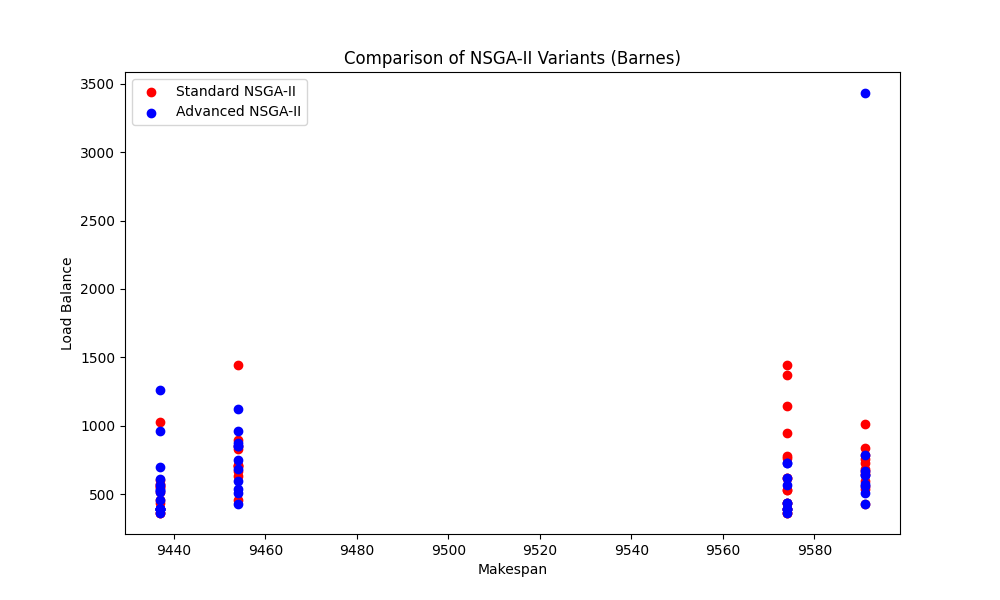 Comparison of NSGA-II Variants (Barnes)
Standard NSGA-II
Advanced NSGA-II
3500
3000
2500
2000
1500
1000
500
Load Balance
9440 9460 9480 9500 9520 9540 9560 9580
Makespan